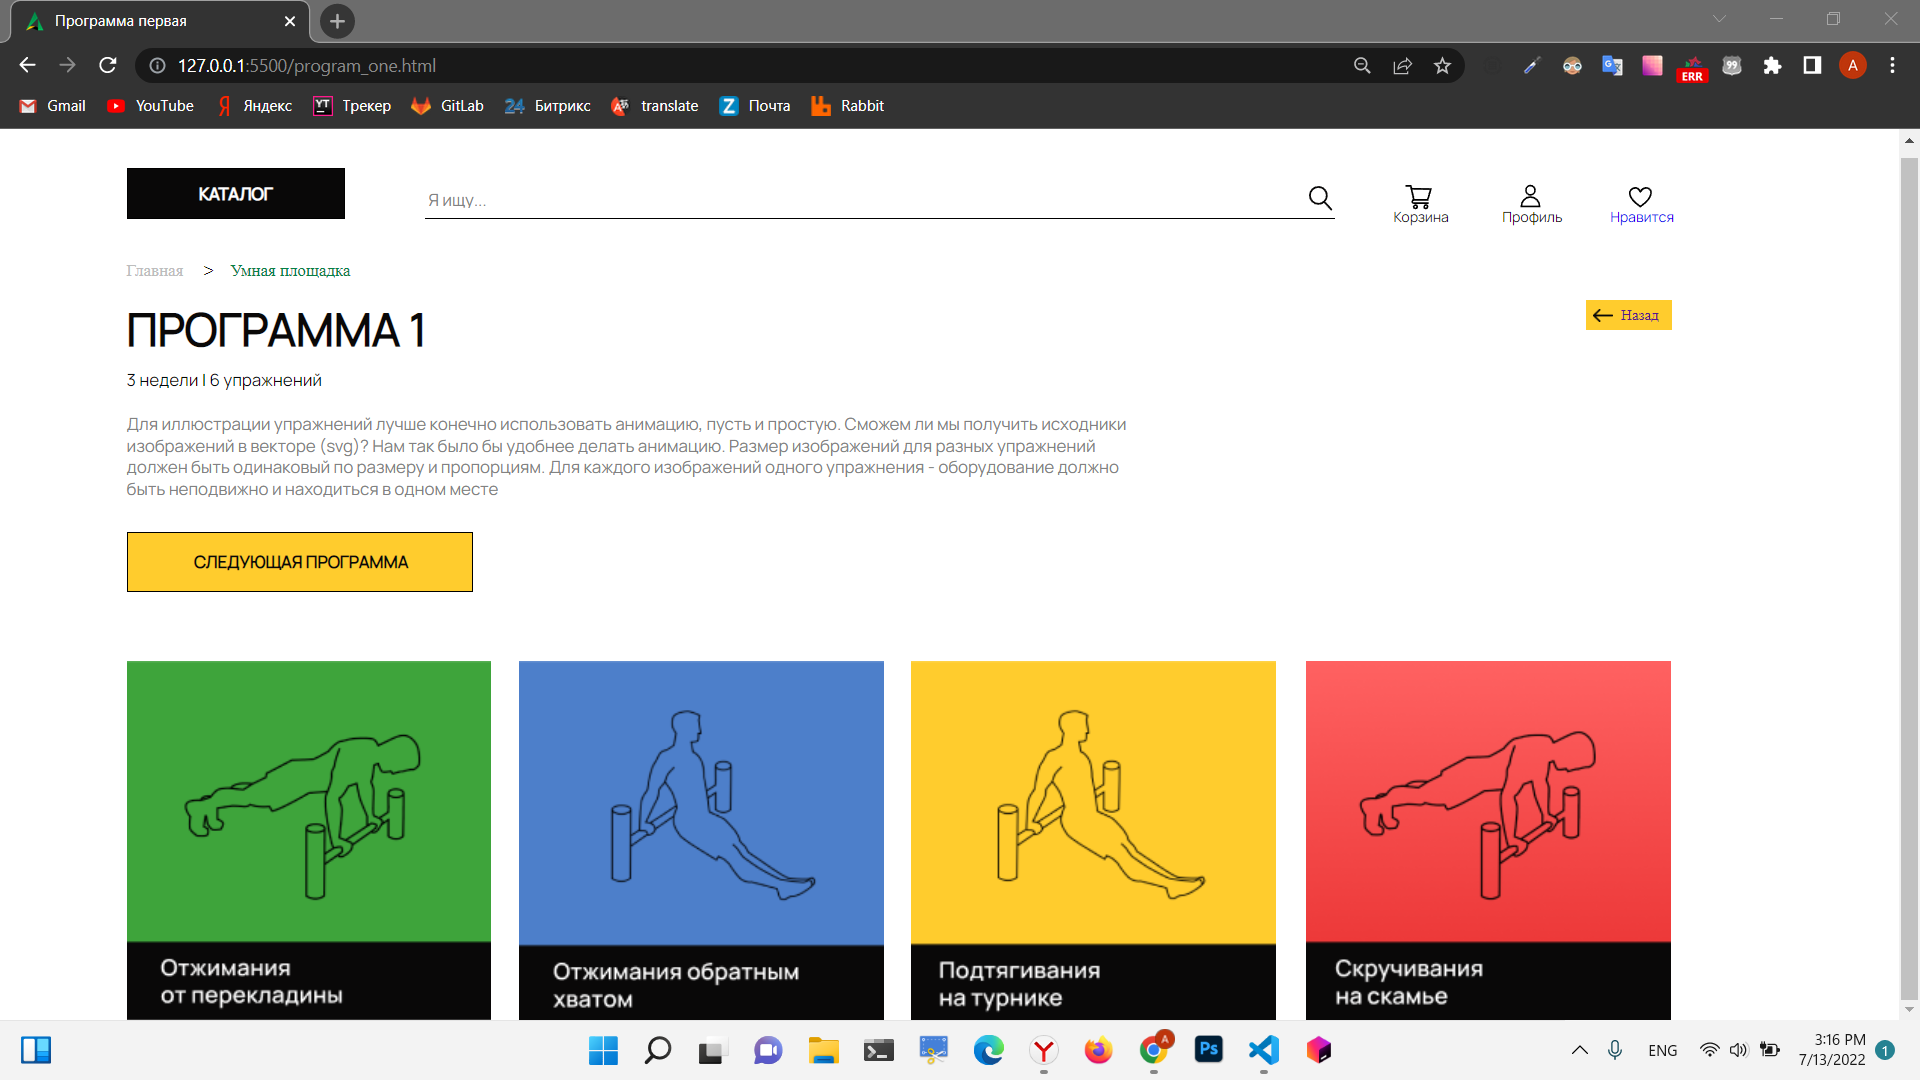 Программа первая
127.0.0.1:5500/program_one.html
ERR
99
A
Gmail
YouTube
Яндекс
YT
Трекер
GitLab
24
Битрикс
translate
Z
Почта
Rabbit
КАТАЛОГ
Я ищу...
Корзина
Профиль
Нравится
Главная > Умная площадка
ПРОГРАММА 1
Назад
3 недели I 6 упражнений
Для иллюстрации упражнений лучше конечно использовать анимацию, пусть и простую. Сможем ли мы получить исходники
изображений в векторе (svg)? Нам так было бы удобнее делать анимацию. Размер изображений для разных упражнений
должен быть одинаковый по размеру и пропорциям. Для каждого изображений одного упражнения - оборудование должно
быть неподвижно и находиться в одном месте
СЛЕДУЮЩАЯ ПРОГРАММА
Отжимания
от перекладины
Отжимания обратным
хватом
Подтягивания
на турнике
Скручивания
на скамье
A
Ps
ENG
3:16 PM
7/13/2022
1